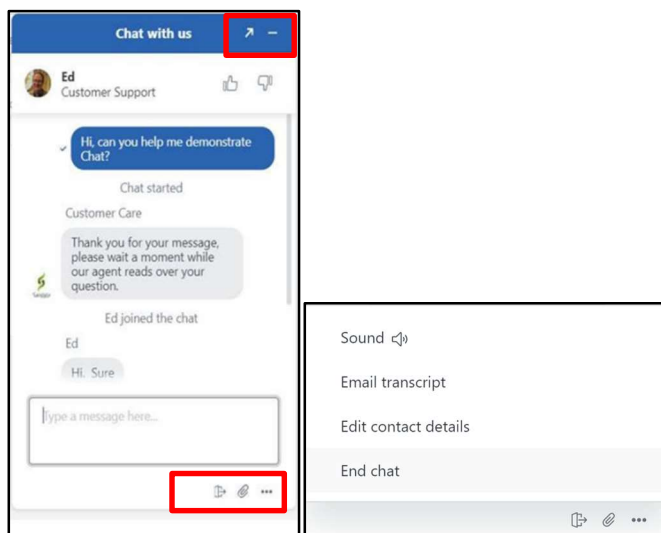 Chat with us
Ed
Customer Support
Hi, can you help me demonstrate
Chat?
Chat started
Customer Care
Thank you for your message,
please wait a moment while
our agent reads over your
question.
Ed joined the chat
Ed
Hi. Sure
Type a message here...
Sound
Email transcript
Edit contact details
End chat